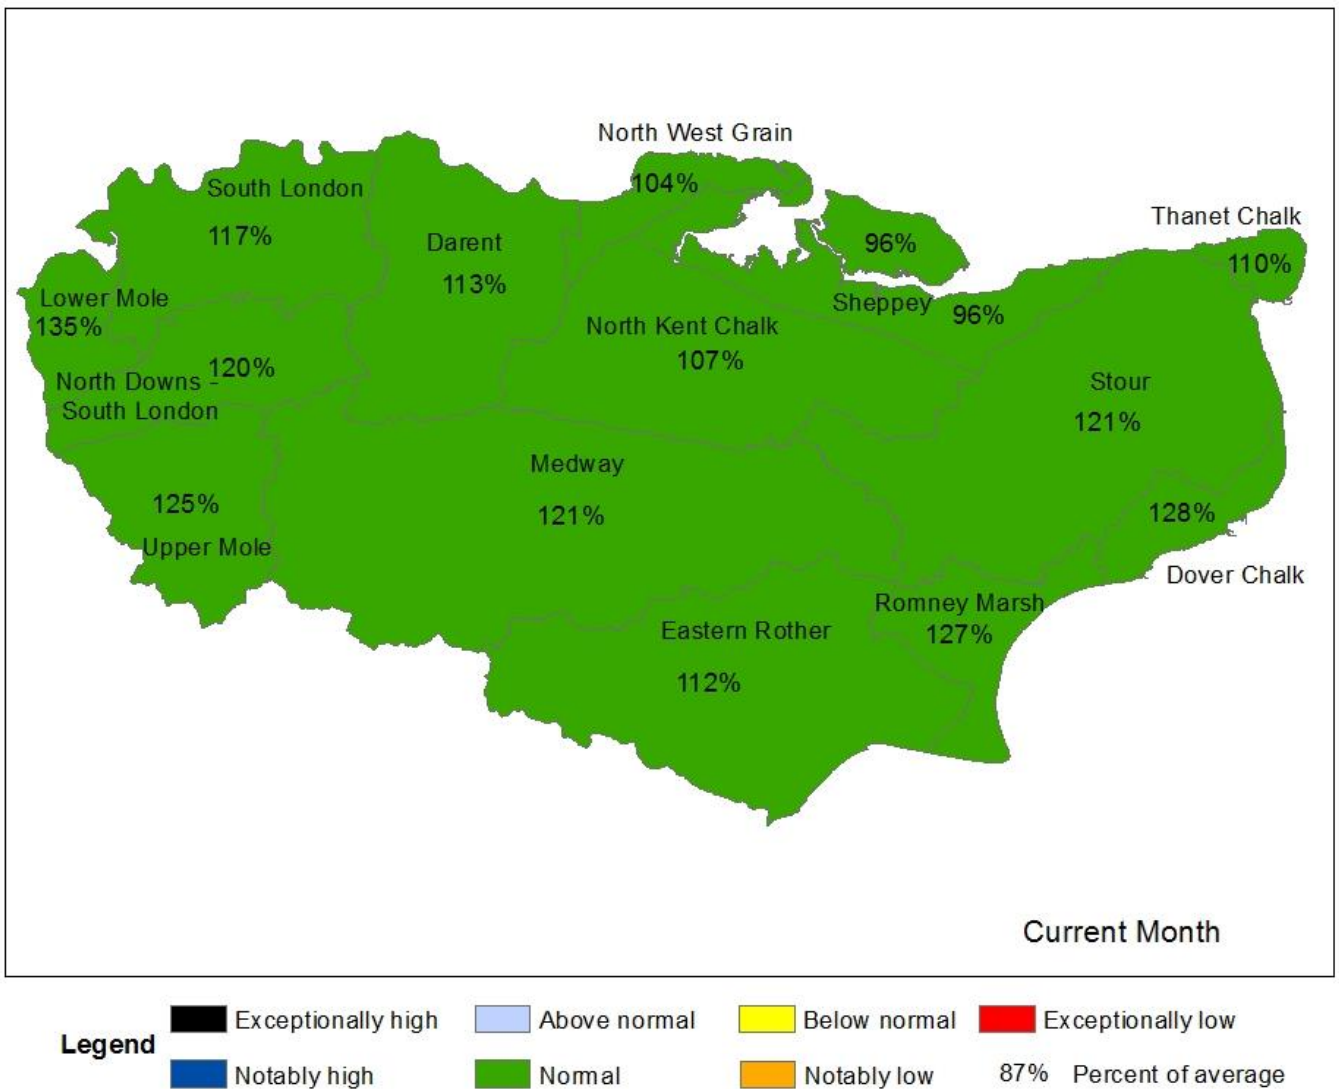 North West Grain
104%
South London
117%
Darent
113%
Thanet Chalk
110%
96%
Sheppey
96%
Lower Mole
135%
North Kent Chalk
107%
120%
North Downs -
South London
Stour
121%
Medway
121%
125%
Upper Mole
128%
Dover Chalk
Romney Marsh
127%
Eastern Rother
112%
Current Month
Legend
Exceptionally high
Above normal
Below normal
Exceptionally low
Notably high
Normal
Notably low
87% Percent of average